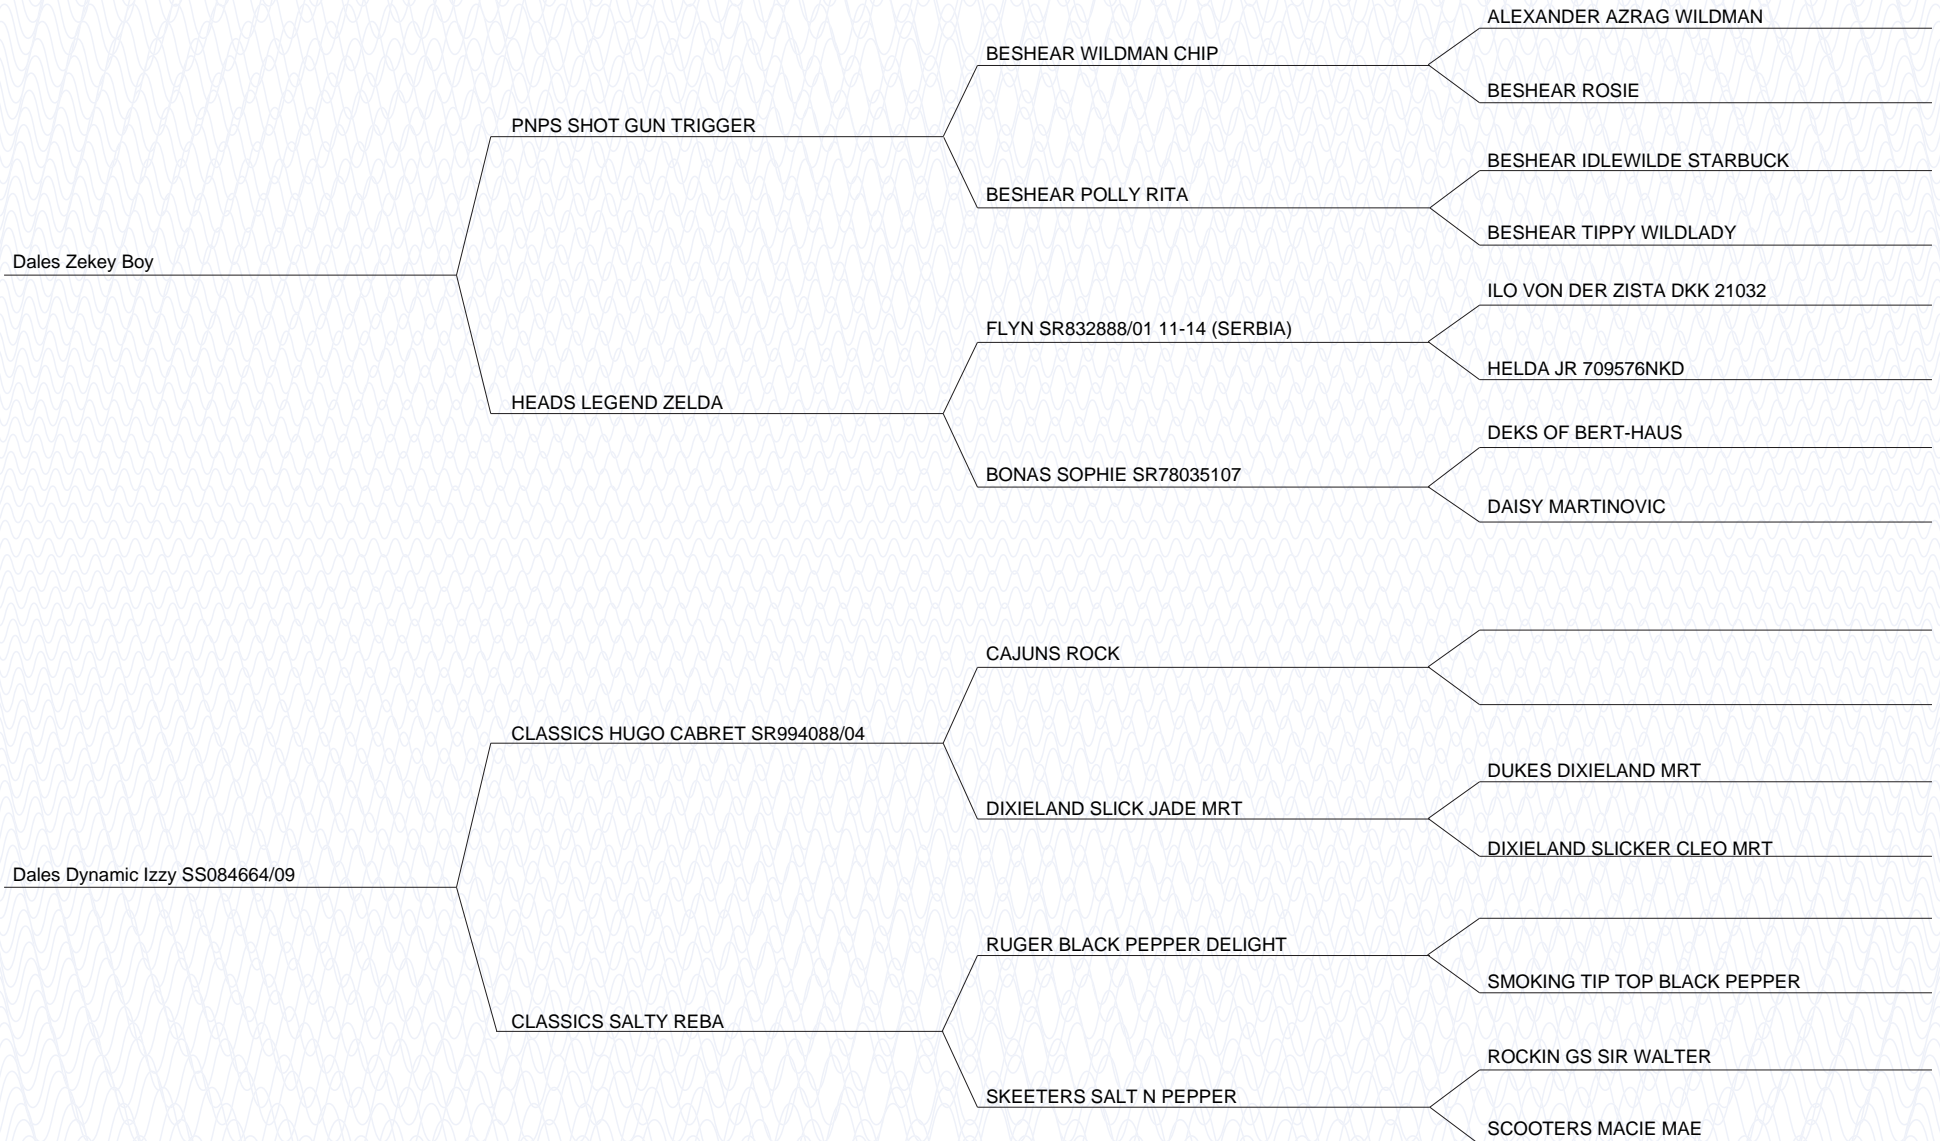 ALEXANDER AZRAG WILDMAN
BESHEAR WILDMAN CHIP
BESHEAR ROSIE
PNPS SHOT GUN TRIGGER
BESHEAR IDLEWILDE STARBUCK
BESHEAR POLLY RITA
BESHEAR TIPPY WILDLADY
Dales Zekey Boy
ILO VON DER ZISTA DKK 21032
FLYN SR832888/01 11-14 (SERBIA)
HELDA JR 709576NKD
HEADS LEGEND ZELDA
DEKS OF BERT-HAUS
BONAS SOPHIE SR78035107
DAISY MARTINOVIC
CAJUNS ROCK
CLASSICS HUGO CABRET SR994088/04
DUKES DIXIELAND MRT
DIXIELAND SLICK JADE MRT
DIXIELAND SLICKER CLEO MRT
Dales Dynamic Izzy SS084664/09
RUGER BLACK PEPPER DELIGHT
SMOKING TIP TOP BLACK PEPPER
CLASSICS SALTY REBA
ROCKIN GS SIR WALTER
SKEETERS SALT N PEPPER
SCOOTERS MACIE MAE